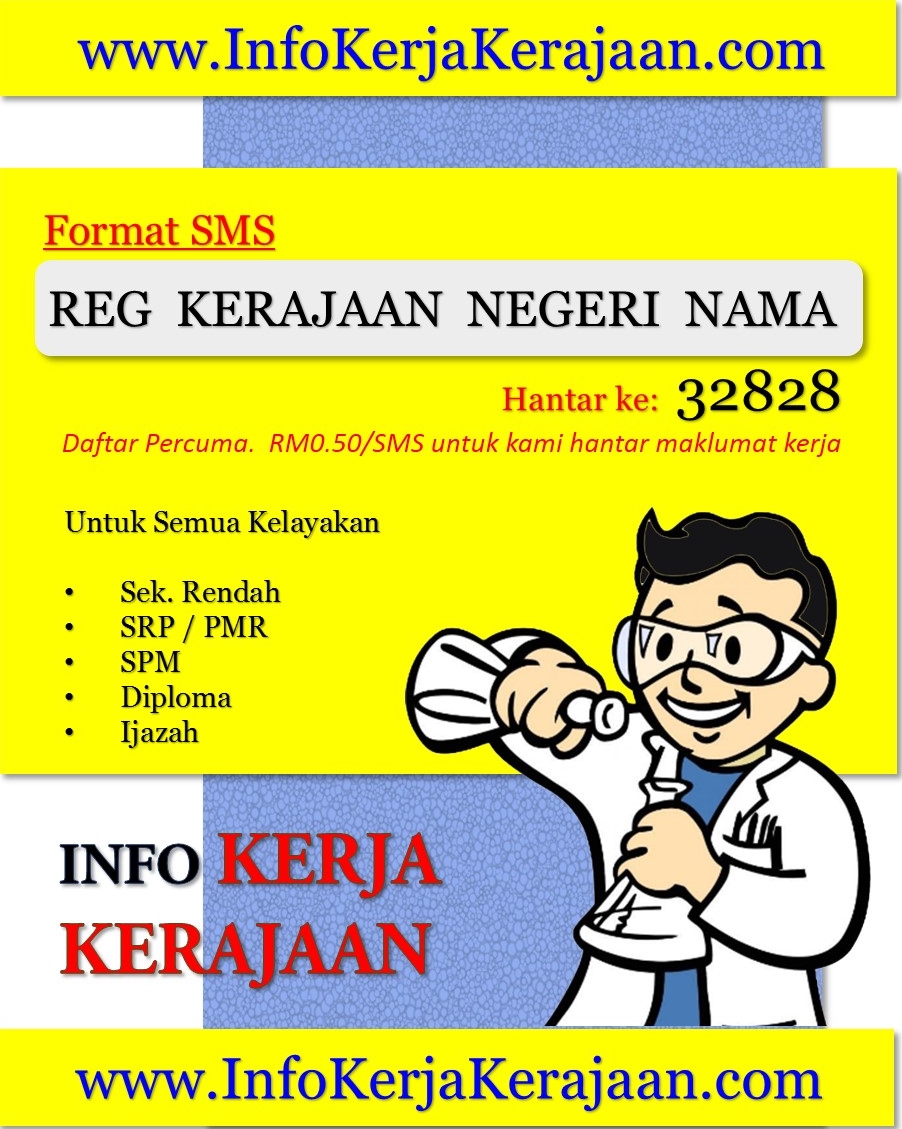 www.InfoKerjaKerajaan.com
Format SMS
REG KERAJAAN NEGERI NAMA
Hantar ke: 32828
Daftar Percuma. RM0.50/SMS untuk kami hantar maklumat kerja
Untuk Semua Kelayakan
• Sek. Rendah
• SRP / PMR
• SPM
• Diploma
• Ijazah
INFO KERJA
KERAJAAN
www.InfoKerjaKerajaan.com